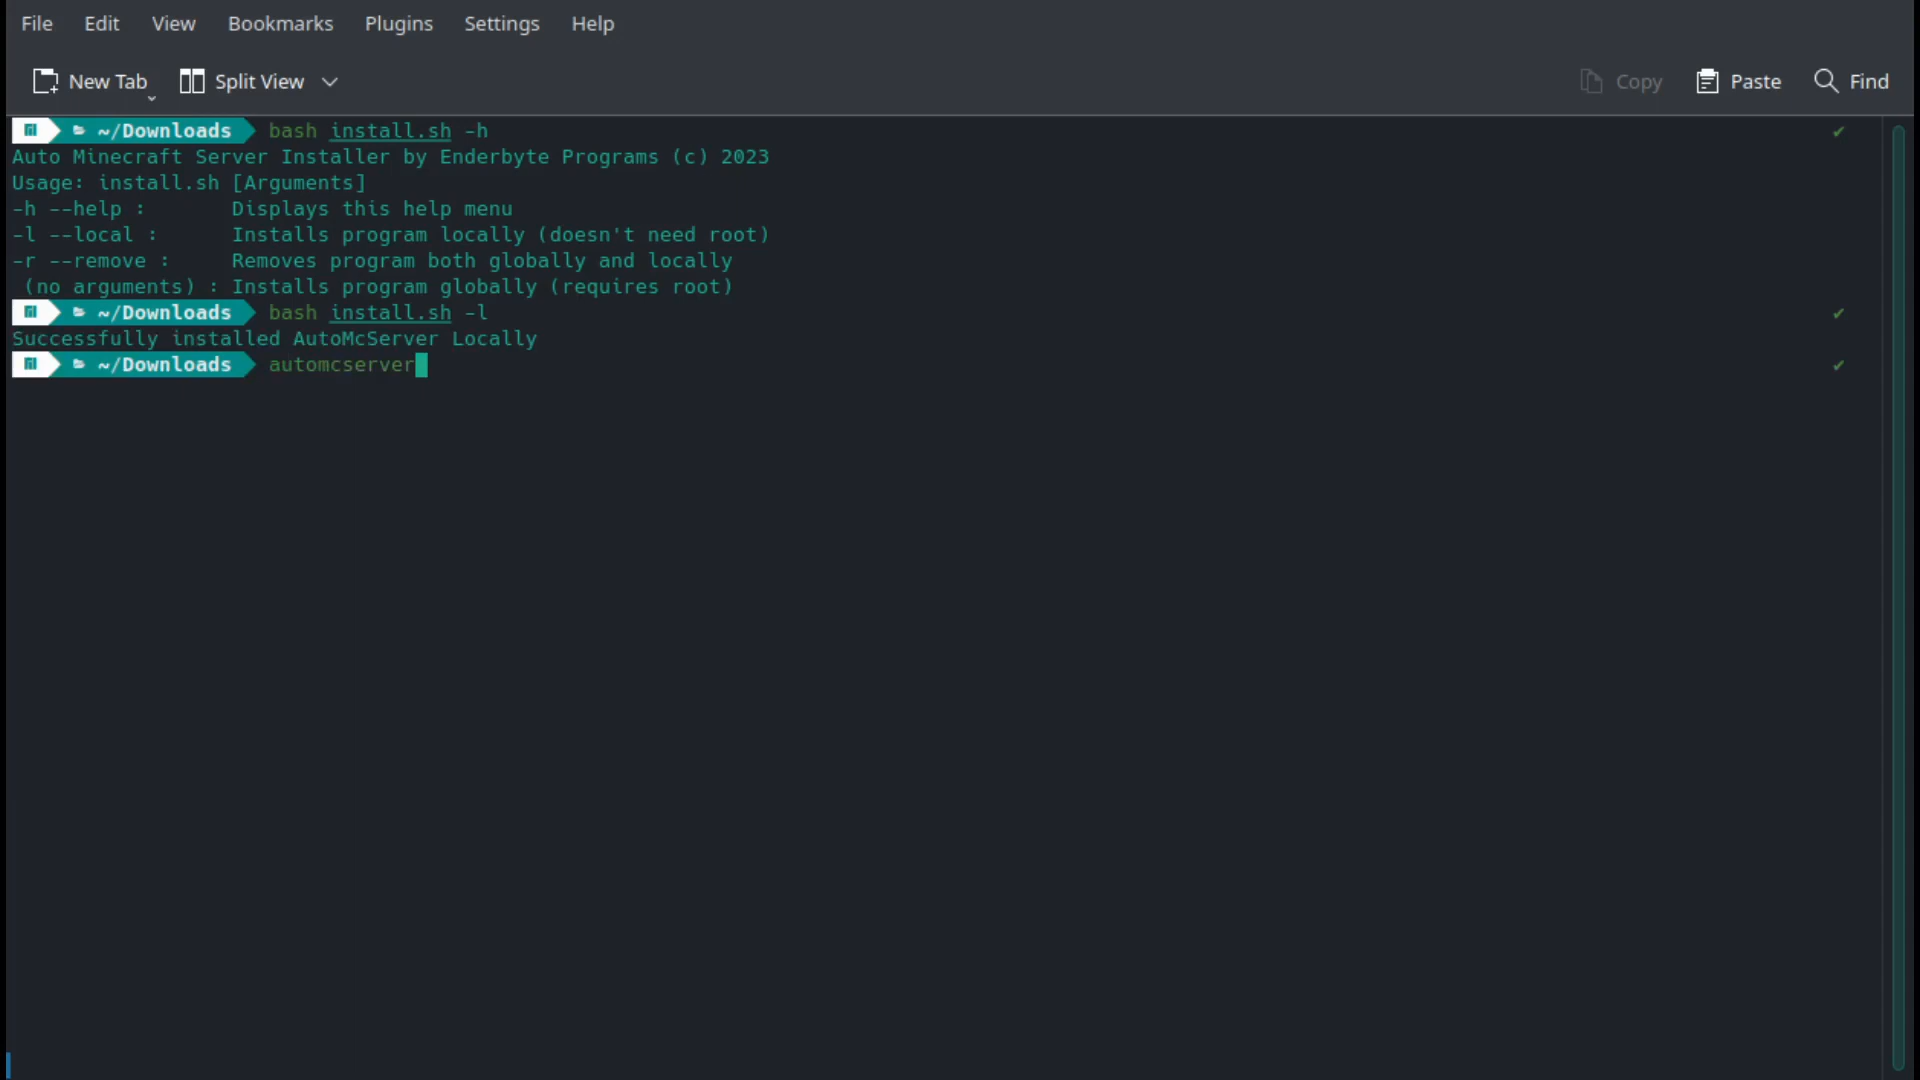 File Edit View Bookmarks Plugins Settings Help
New Tab Split View Copy Paste Find
~/Downloads bash install.sh -h ✔
Auto Minecraft Server Installer by Enderbyte Programs (c) 2023
Usage: install.sh [Arguments]
-h --help :       Displays this help menu
-l --local :      Installs program locally (doesn't need root)
-r --remove :     Removes program both globally and locally
 (no arguments) : Installs program globally (requires root)
~/Downloads bash install.sh -l ✔
Successfully installed AutoMcServer Locally
~/Downloads automcserver ✔